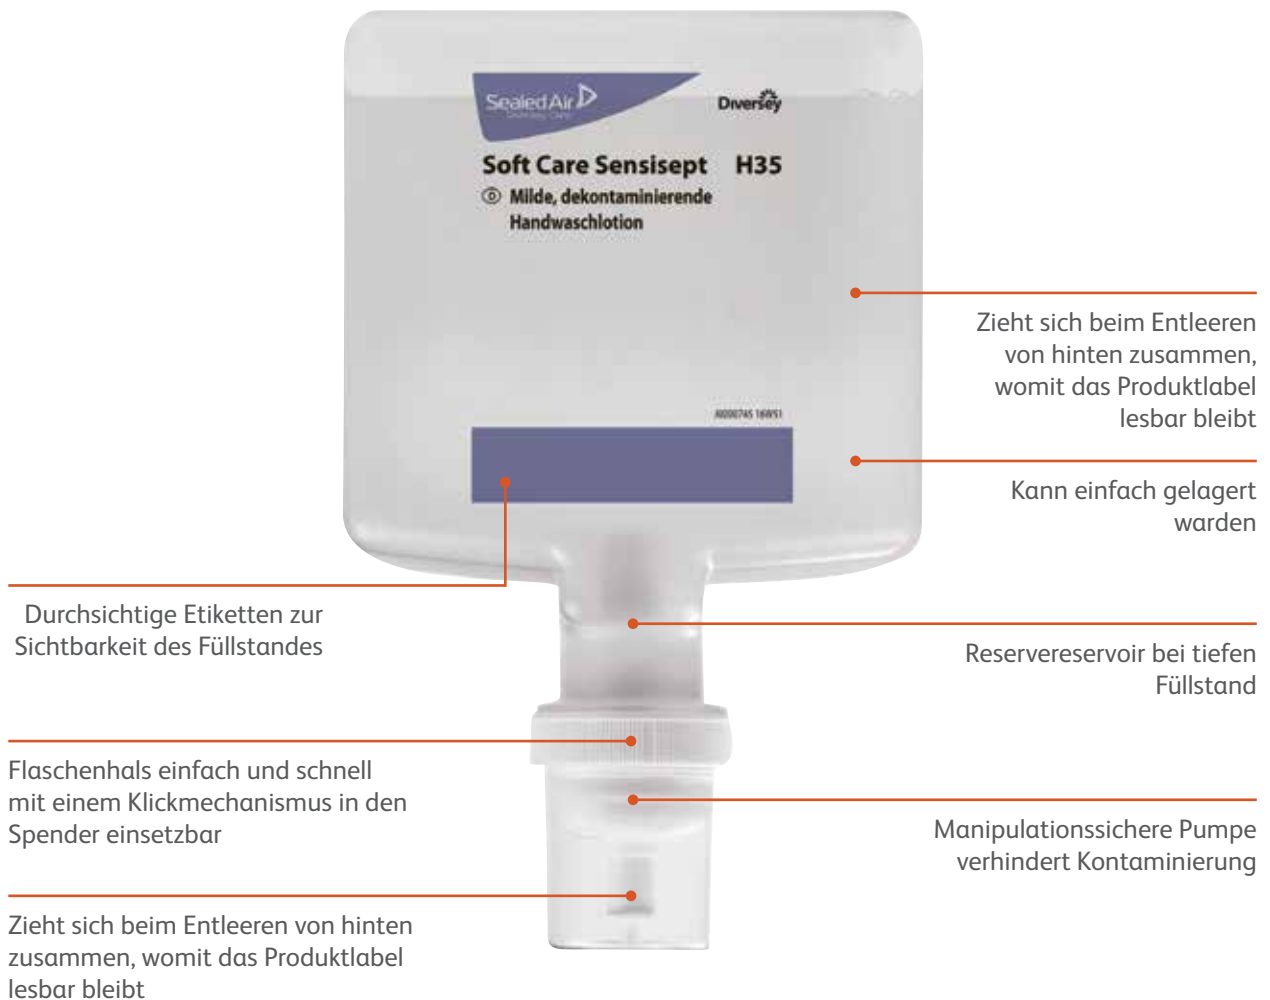 SealedAir
Diversey Care
Diversey
Soft Care Sensisept H35
D Milde, dekontaminierende
Handwaschlotion
Zieht sich beim Entleeren
von hinten zusammen,
womit das Produktlabel
lesbar bleibt
Kann einfach gelagert
warden
Durchsichtige Etiketten zur
Sichtbarkeit des Füllstandes
Reservereservoir bei tiefen
Füllstand
Flaschenhals einfach und schnell
mit einem Klickmechanismus in den
Spender einsetzbar
Manipulationssichere Pumpe
verhindert Kontaminierung
Zieht sich beim Entleeren von hinten
zusammen, womit das Produktlabel
lesbar bleibt